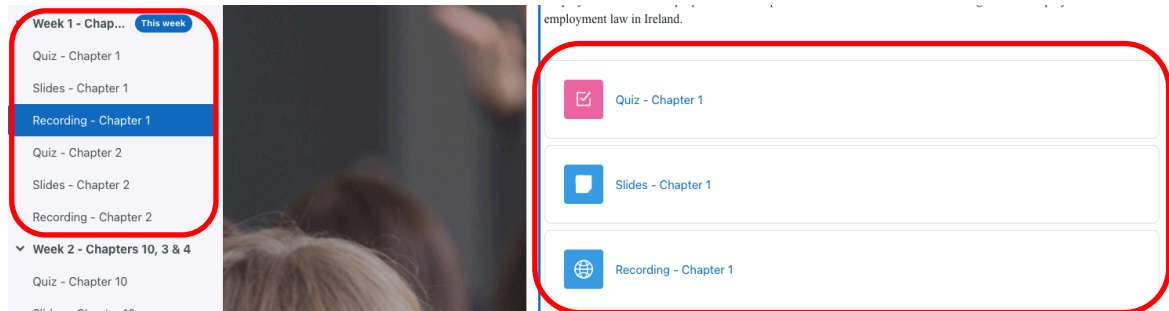 Week 1 - Chap... This week
Quiz - Chapter 1
Slides - Chapter 1
Recording - Chapter 1
Quiz - Chapter 2
Slides - Chapter 2
Recording - Chapter 2
Week 2 - Chapters 10, 3 & 4
Quiz - Chapter 10
employment law in Ireland.
Quiz - Chapter 1
Slides - Chapter 1
Recording - Chapter 1